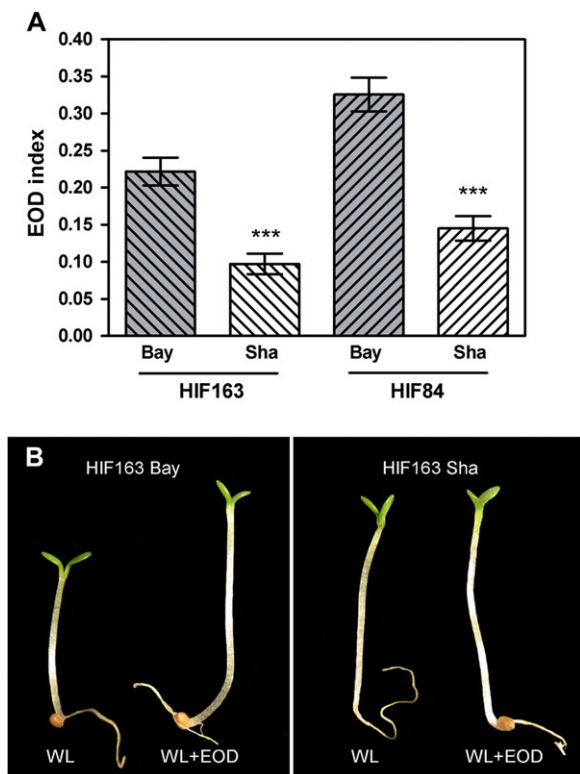 A
EOD index
0.40
0.35
0.30
0.25
0.20
0.15
0.10
0.05
0.00
***
***
Bay Sha Bay Sha
HIF163 HIF84
B
HIF163 Bay HIF163 Sha
WL WL+EOD WL WL+EOD